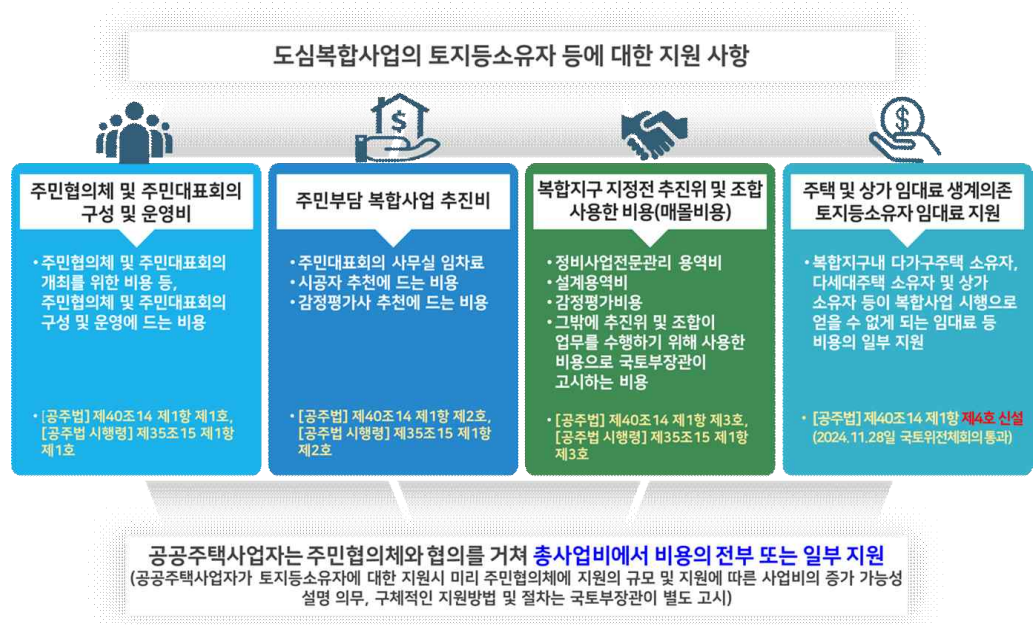 도심복합사업의 토지등소유자 등에 대한 지원 사항
주민협의체 및 주민대표회의
구성 및 운영비
• 주민협의체 및 주민대표회의
개최를 위한 비용 등,
주민협의체 및 주민대표회의
구성 및 운영에 드는 비용
• [공주법] 제40조14 제1항 제1호,
[공주법 시행령] 제35조15 제1항
제1호
주민부담 복합사업 추진비
• 주민대표회의 사무실 임차료
• 시공자 추천에 드는 비용
• 감정평가사 추천에 드는 비용
• [공주법] 제40조14 제1항 제2호,
[공주법 시행령] 제35조15 제1항
제2호
복합지구 지정전 추진위 및 조합
사용한 비용(매몰비용)
• 정비사업전문관리 용역비
• 설계용역비
• 감정평가비용
• 그밖에 추진위 및 조합이
업무를 수행하기 위해 사용한
비용으로 국토부장관이
고시하는 비용
• [공주법] 제40조14 제1항 제3호,
[공주법 시행령] 제35조15 제1항
제3호
주택 및 상가 임대료 생계의존
토지등소유자 임대료 지원
• 복합지구내 다가구주택 소유자,
다세대주택 소유자 및 상가
소유자 등이 복합사업 시행으로
얻을 수 없게 되는 임대료 등
비용의 일부 지원
• [공주법] 제40조14 제1항 제4호 신설
(2024.11.28일 국토위전체회의 통과)
공공주택사업자는 주민협의체와 협의를 거쳐 총사업비에서 비용의 전부 또는 일부 지원
(공공주택사업자가 토지등소유자에 대한 지원시 미리 주민협의체에 지원의 규모 및 지원에 따른 사업비의 증가 가능성
설명 의무, 구체적인 지원방법 및 절차는 국토부장관이 별도 고시)